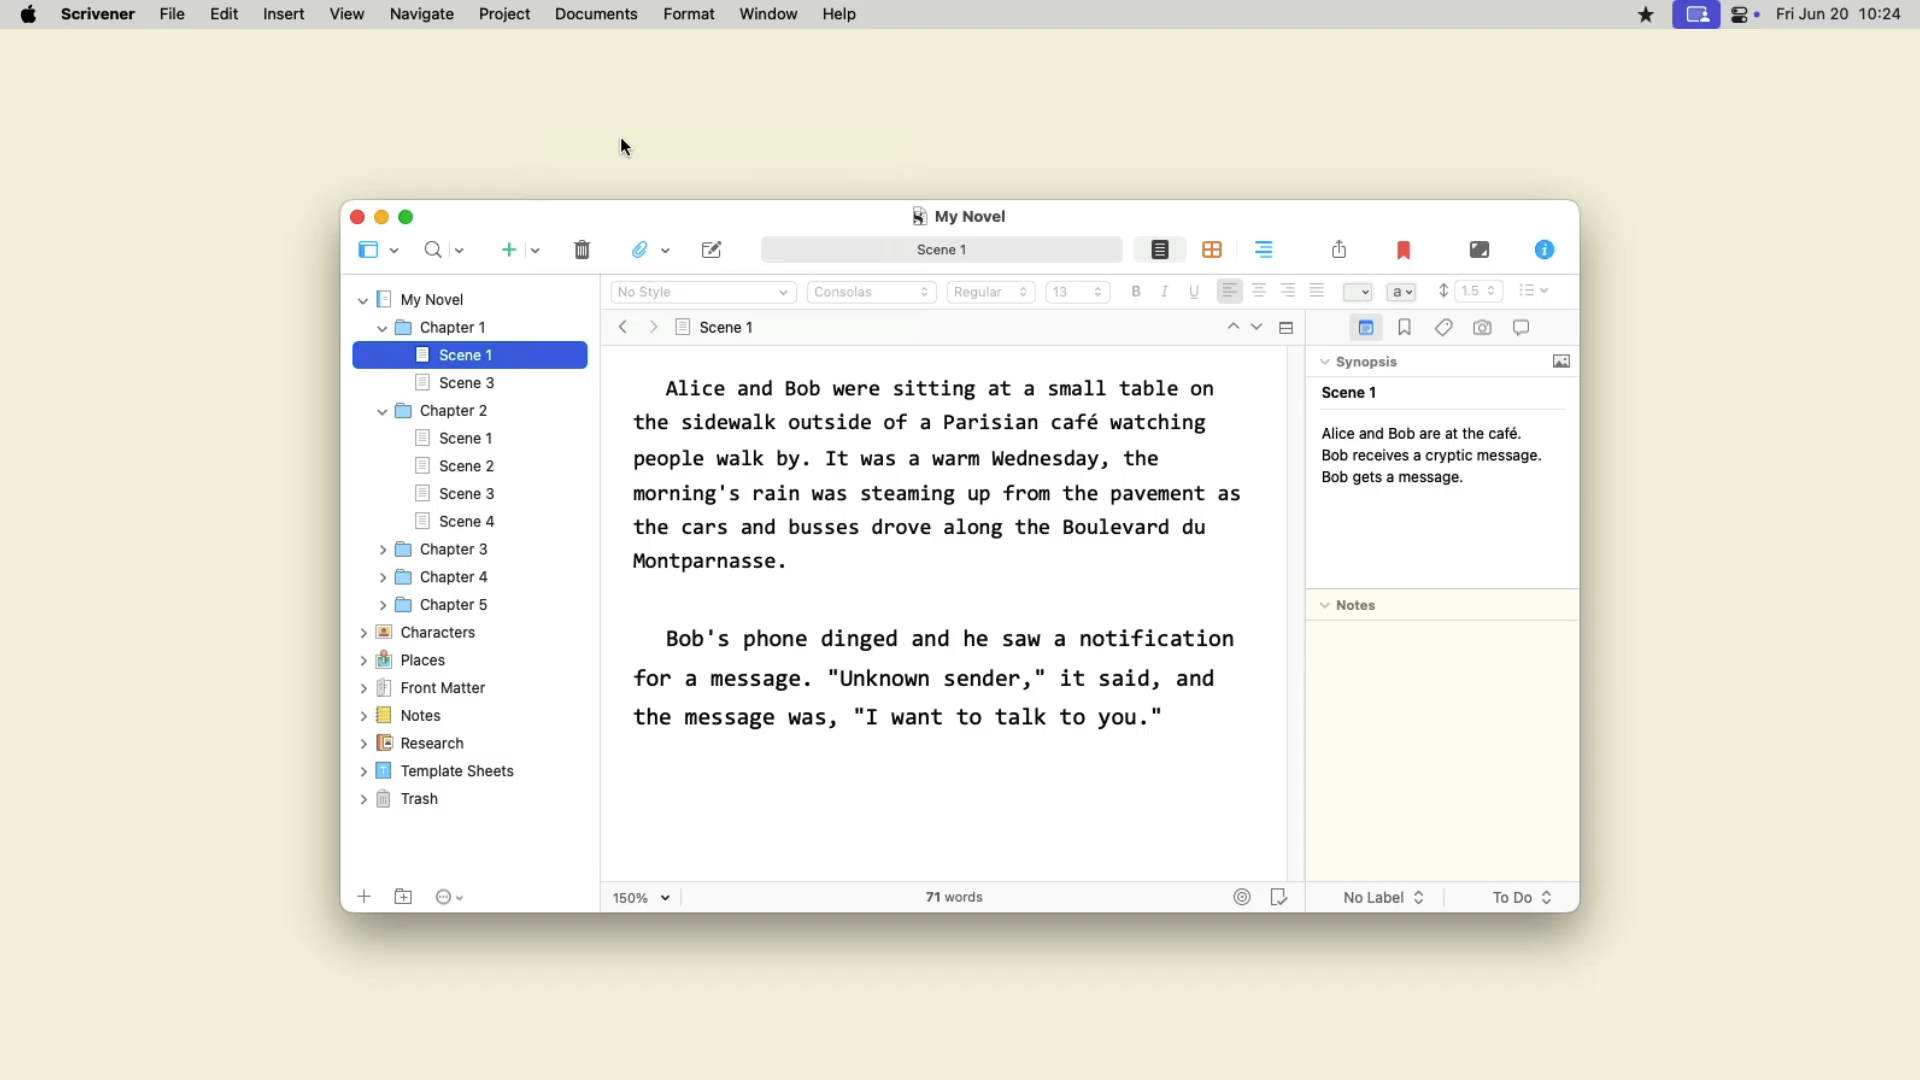 Scrivener File Edit Insert View Navigate Project Documents Format Window Help Fri Jun 20 10:24
My Novel
Scene 1
My Novel
Chapter 1
Scene 1
Scene 3
Chapter 2
Scene 1
Scene 2
Scene 3
Scene 4
Chapter 3
Chapter 4
Chapter 5
Characters
Places
Front Matter
Notes
Research
Template Sheets
Trash
No Style Consolas Regular 13 B I U a 1.5
Scene 1
Alice and Bob were sitting at a small table on
the sidewalk outside of a Parisian café watching
people walk by. It was a warm Wednesday, the
morning's rain was steaming up from the pavement as
the cars and busses drove along the Boulevard du
Montparnasse.
Bob's phone dinged and he saw a notification
for a message. "Unknown sender," it said, and
the message was, "I want to talk to you."
150% 71 words
Synopsis
Scene 1
Alice and Bob are at the café.
Bob receives a cryptic message.
Bob gets a message.
Notes
No Label To Do